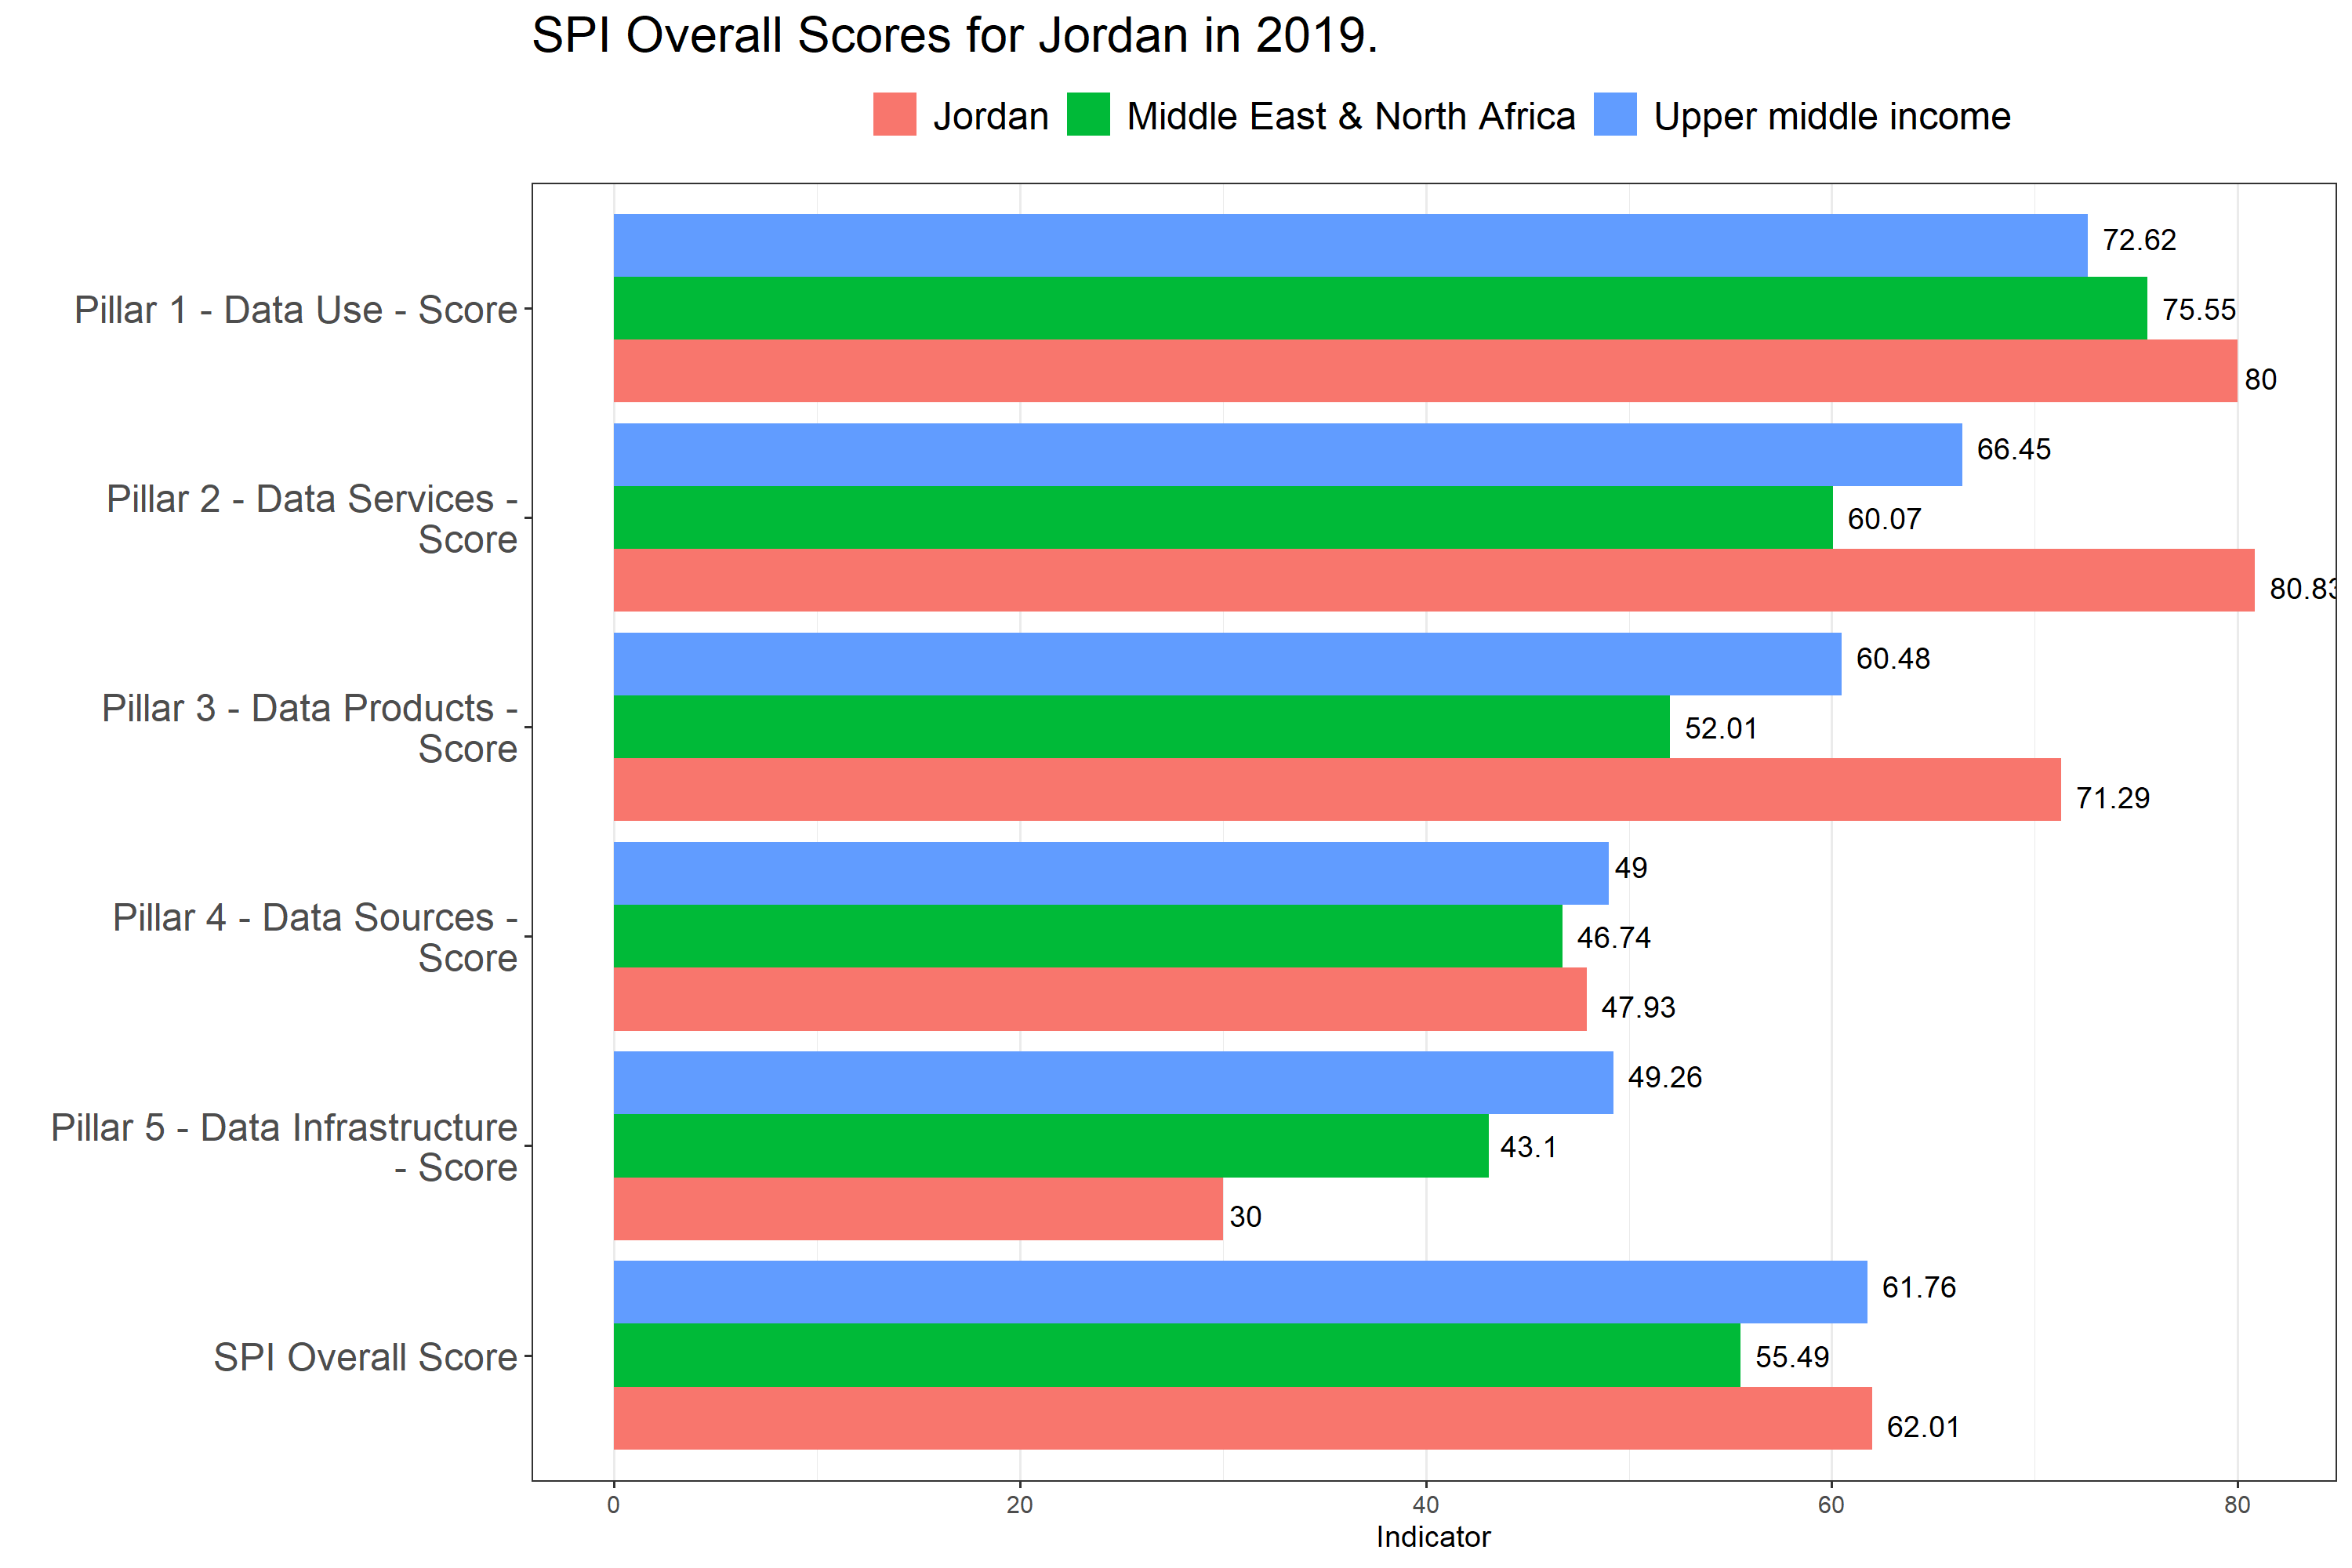 SPI Overall Scores for Jordan in 2019.
Jordan Middle East & North Africa Upper middle income
Pillar 1 - Data Use - Score
72.62
75.55
80
Pillar 2 - Data Services -
Score
66.45
60.07
80.83
Pillar 3 - Data Products -
Score
60.48
52.01
71.29
Pillar 4 - Data Sources -
Score
49
46.74
47.93
Pillar 5 - Data Infrastructure
- Score
49.26
43.1
30
SPI Overall Score
61.76
55.49
62.01
0 20 40 60 80
Indicator